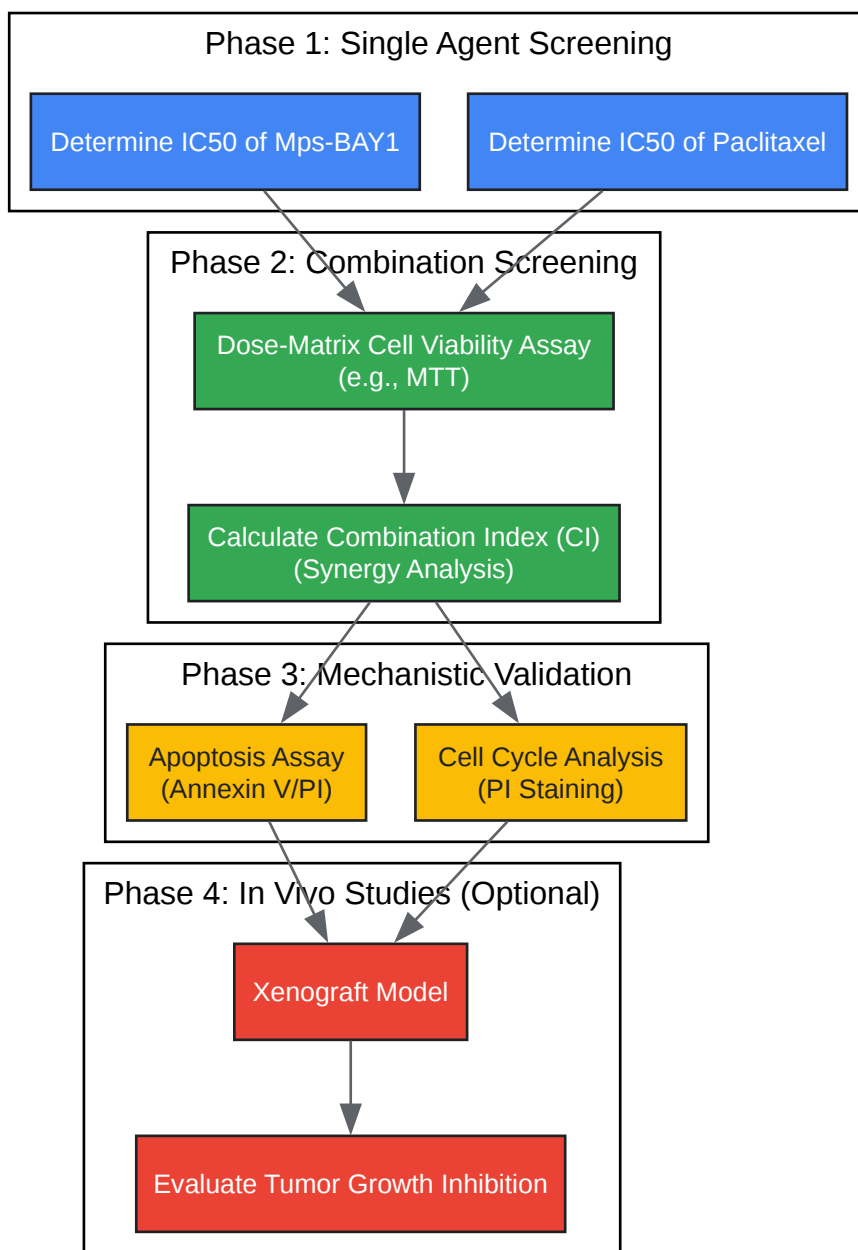 Phase 1: Single Agent Screening
Determine IC50 of Mps-BAY1
Determine IC50 of Paclitaxel
Phase 2: Combination Screening
Dose-Matrix Cell Viability Assay
(e.g., MTT)
Calculate Combination Index (CI)
(Synergy Analysis)
Phase 3: Mechanistic Validation
Apoptosis Assay
(Annexin V/PI)
Cell Cycle Analysis
(PI Staining)
Phase 4: In Vivo Studies (Optional)
Xenograft Model
Evaluate Tumor Growth Inhibition